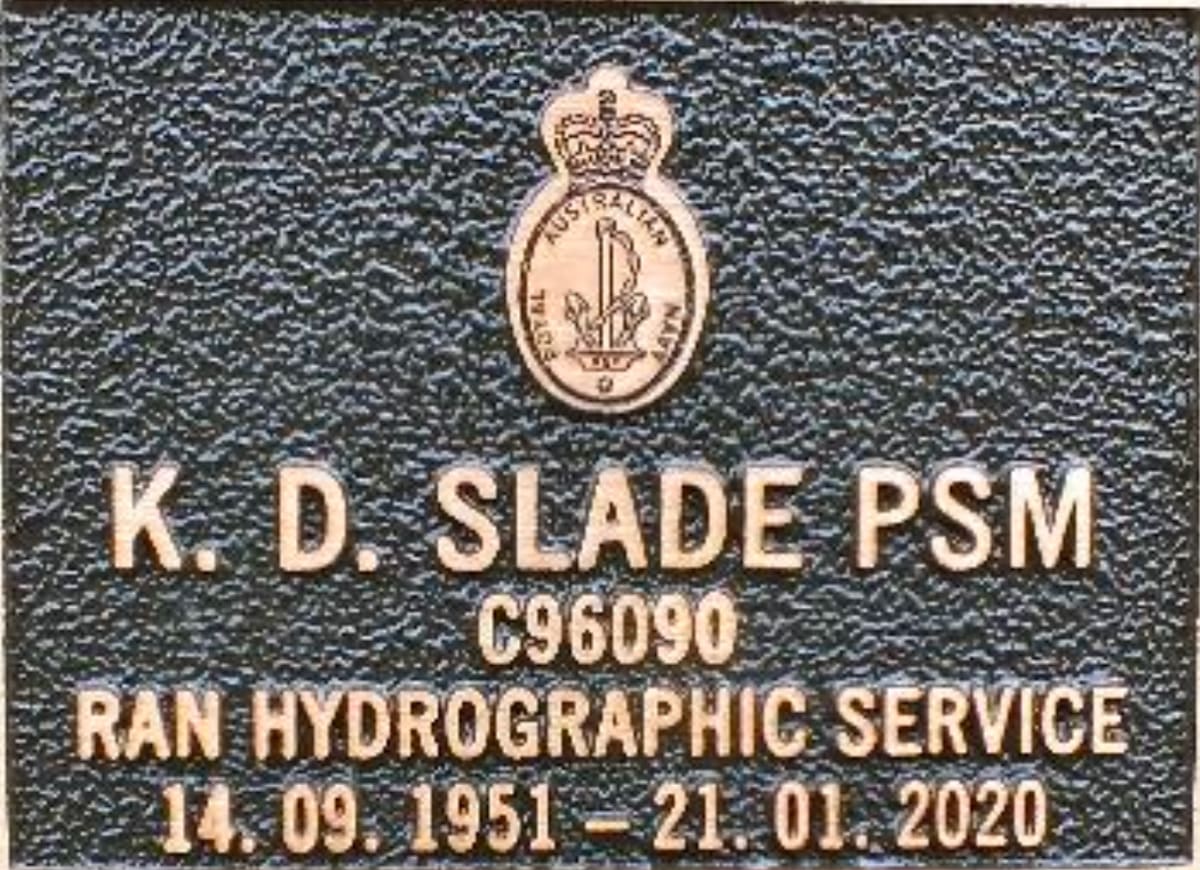 AUSTRALIAN
ROYAL NAVY
K. D. SLADE PSM
C96090
RAN HYDROGRAPHIC SERVICE
14. 09. 1951 – 21. 01. 2020